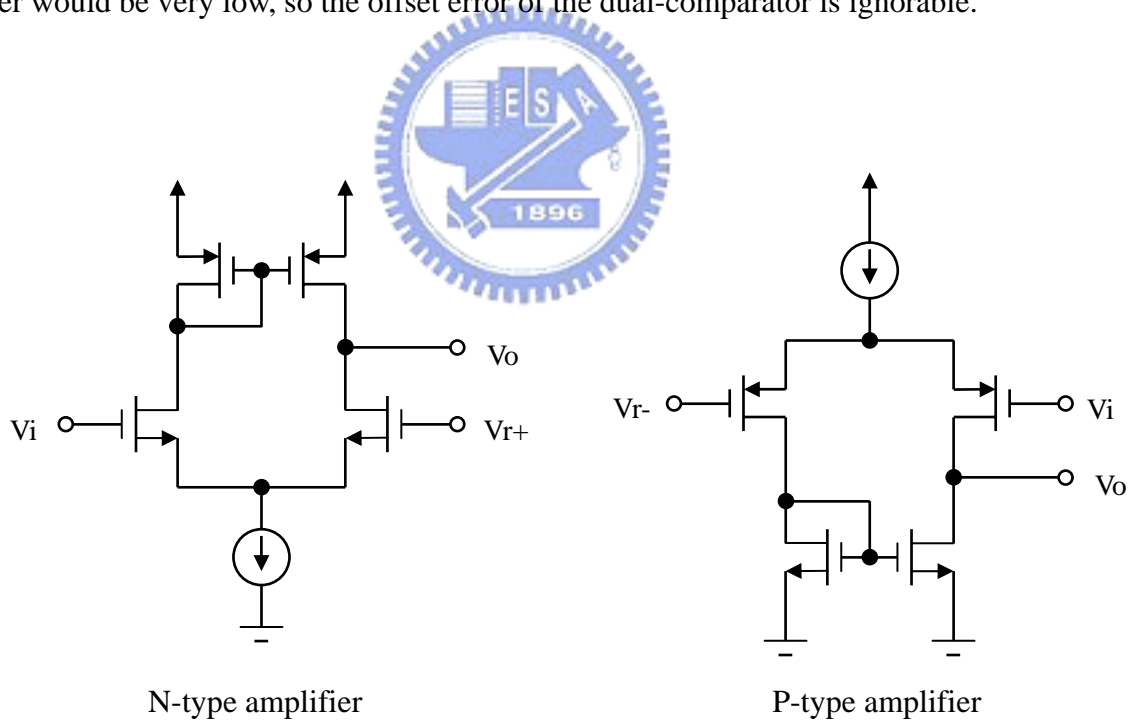 er would be very low, so the offset error of the dual-comparator is ignorable.
E S A
1896
Vo
Vi
Vr+
Vr-
Vi
Vo
N-type amplifier
P-type amplifier